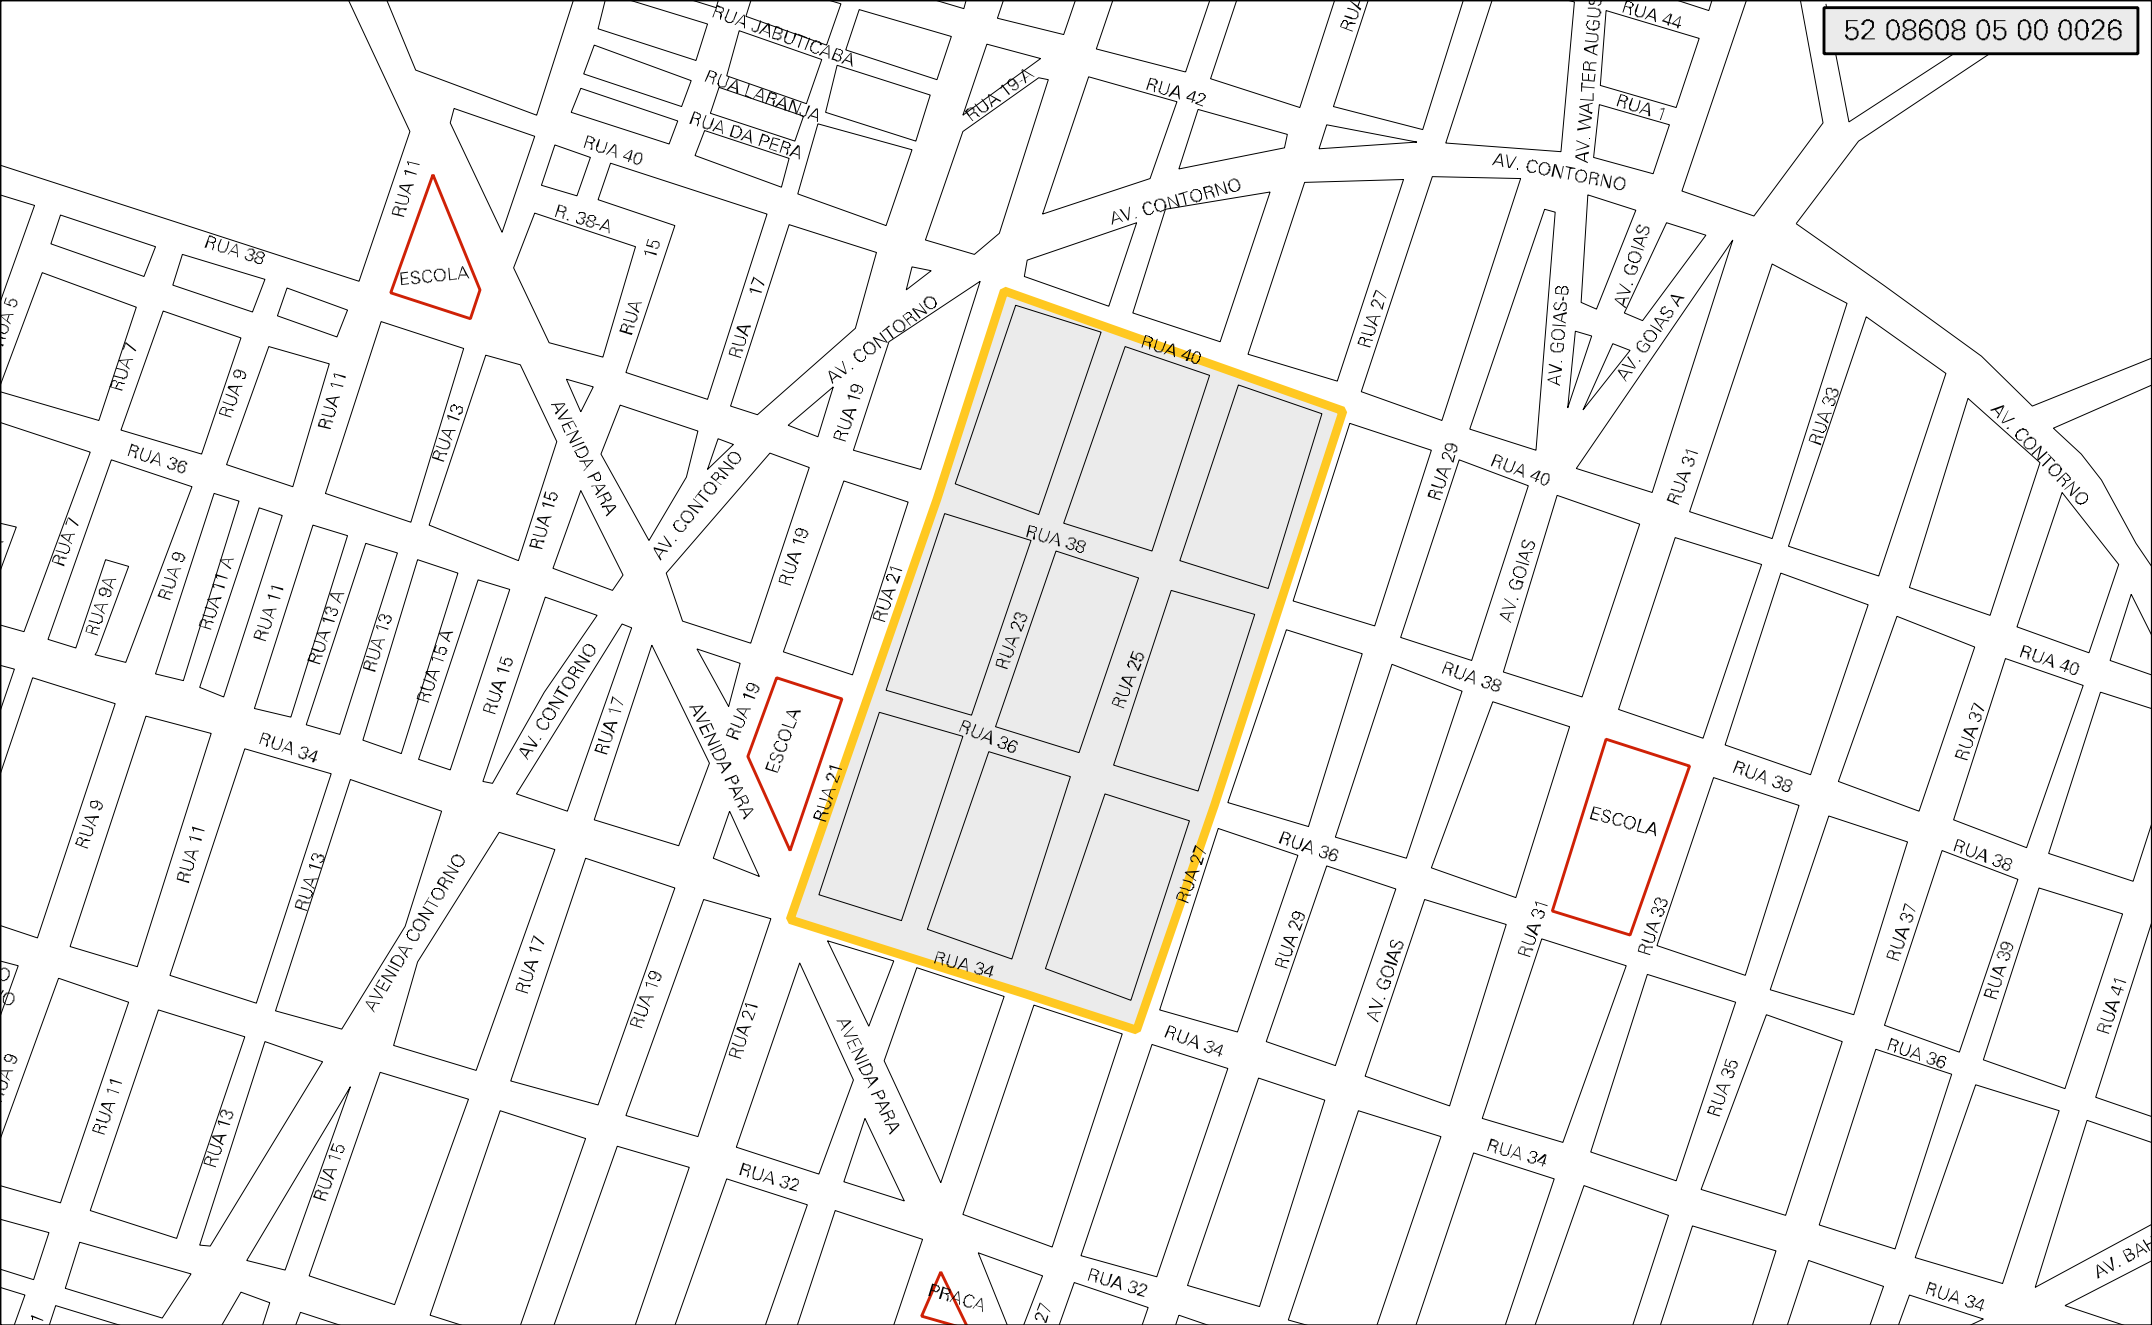 52 08608 05 00 0026
RUA JABUTICABA
RUA 44
RUA LARANJA
RUA 19-A
RUA 42
AV. WALTER AUGUS
RUA 1
RUA DA PERA
RUA 40
AV. CONTORNO
RUA 11
AV. CONTORNO
R. 38-A
RUA 38
RUA 15
AV. GOIAS
ESCOLA
RUA 17
AV. CONTORNO
RUA 27
AV. GOIAS-B
AV. GOIAS A
RUA 40
RUA 7
RUA 9
RUA 11
RUA 13
AVENIDA PARA
RUA 19
RUA 33
AV. CONTORNO
RUA 36
RUA 29
RUA 40
RUA 31
AV. CONTORNO
RUA 15
RUA 7
RUA 38
RUA 19
RUA 21
AV. GOIAS
RUA 9A
RUA 9
RUA 11 A
RUA 11
RUA 13 A
RUA 13
RUA 15 A
RUA 15
AV. CONTORNO
RUA 23
RUA 25
RUA 38
RUA 40
RUA 17
RUA 19
ESCOLA
AVENIDA PARA
RUA 36
RUA 34
RUA 37
RUA 38
RUA 21
ESCOLA
RUA 9
RUA 11
RUA 13
AVENIDA CONTORNO
RUA 27
RUA 36
RUA 38
RUA 17
RUA 19
RUA 21
RUA 34
RUA 29
AV. GOIAS
RUA 31
RUA 33
RUA 37
RUA 39
RUA 41
AVENIDA PARA
RUA 34
RUA 36
RUA 9
RUA 11
RUA 13
RUA 15
RUA 35
RUA 34
RUA 32
RUA 32
PRACA
27
RUA 34
AV. BAH